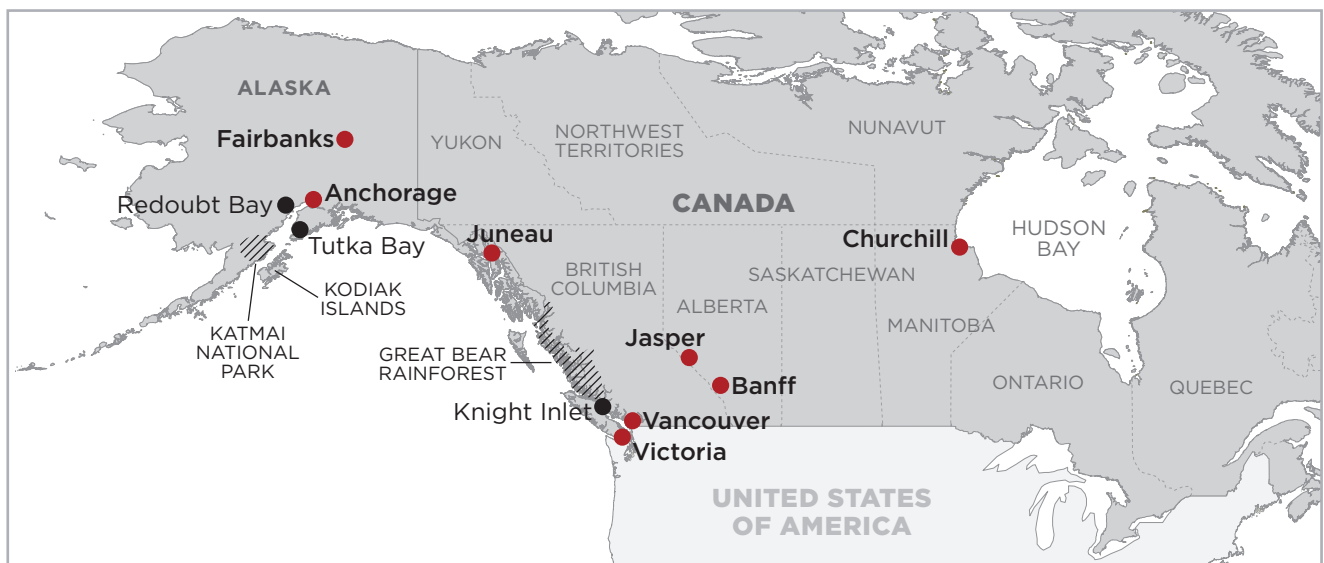 ALASKA
Fairbanks
YUKON
NORTHWEST
TERRITORIES
NUNAVUT
Redoubt Bay
Anchorage
CANADA
Tutka Bay
Juneau
Churchill
HUDSON
BAY
KODIAK
ISLANDS
BRITISH
COLUMBIA
SASKATCHEWAN
ALBERTA
KATMAI
NATIONAL
PARK
GREAT BEAR
RAINFOREST
Jasper
MANITOBA
Banff
ONTARIO
QUEBEC
Knight Inlet
Vancouver
Victoria
UNITED STATES
OF AMERICA